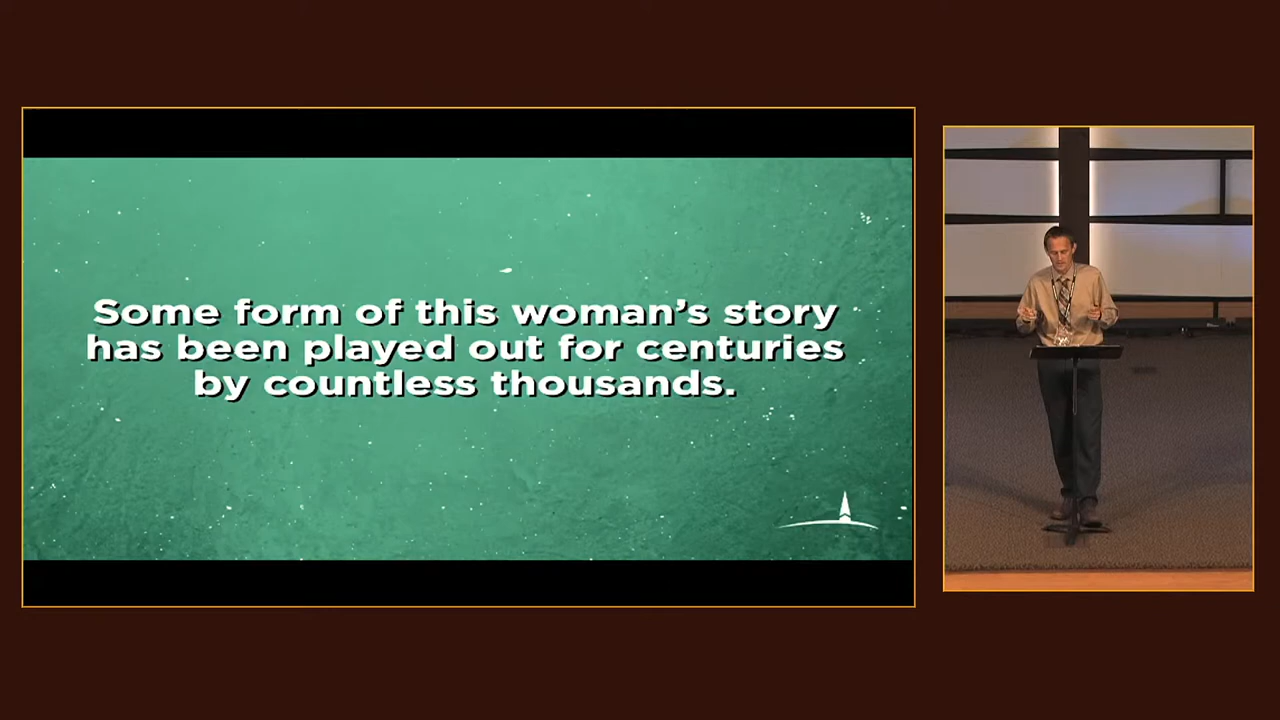 Some form of this woman’s story
has been played out for centuries
by countless thousands.